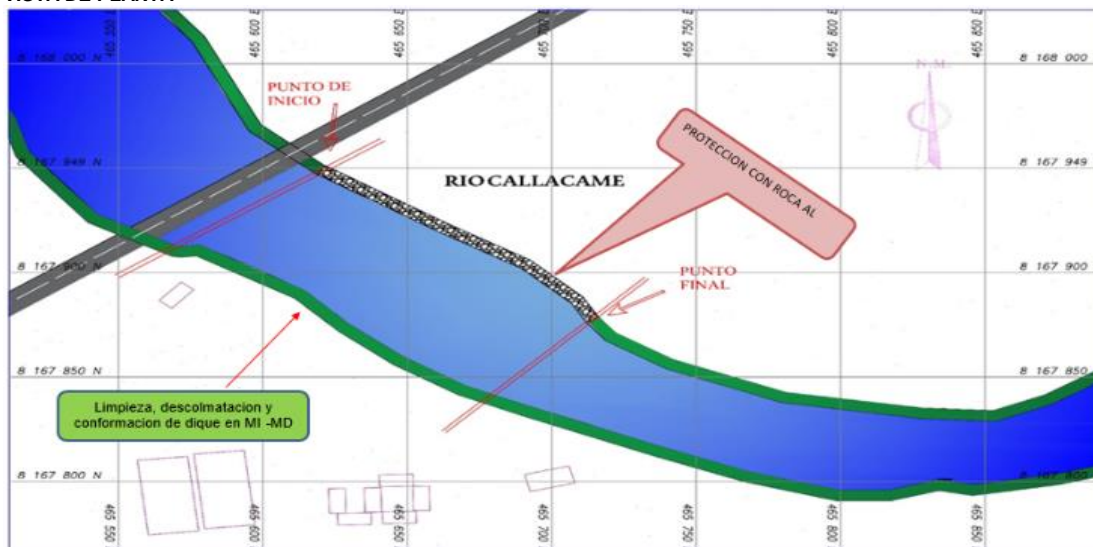 465 600 E
465 650 E
465 750 E
465 800 E
465 850 E
8 168 000 N
8 168 000
N.M.
PUNTO DE
INICIO
PROTECCION CON ROCA AL
8 167 949 N
8 167 949
RIO CALLACAME
8 167 900 N
8 167 900
PUNTO
FINAL
8 167 850 N
8 167 850
Limpieza, descolmatacion y
conformacion de dique en MI -MD
8 167 800 N
8 167 800
465 550
465 600
465 650
465 700
465 750
465 800
465 850